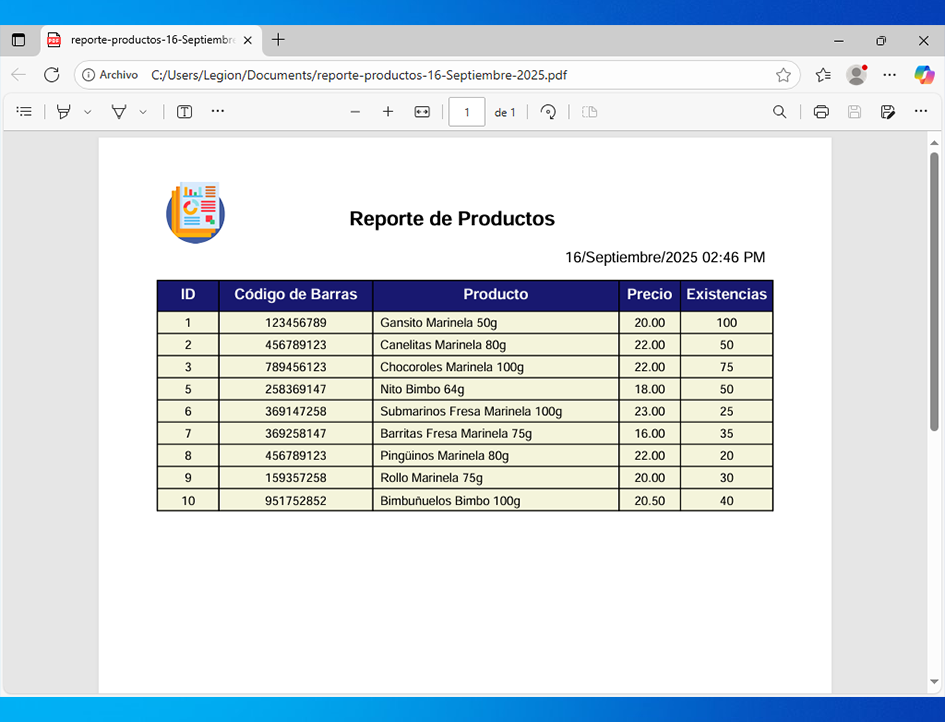 reporte-productos-16-Septiembre
Archivo C:/Users/Legion/Documents/reporte-productos-16-Septiembre-2025.pdf
1 de 1
Reporte de Productos
16/Septiembre/2025 02:46 PM
ID Código de Barras Producto Precio Existencias
1 123456789 Gansito Marinela 50g 20.00 100
2 456789123 Canelitas Marinela 80g 22.00 50
3 789456123 Chocoroles Marinela 100g 22.00 75
5 258369147 Nito Bimbo 64g 18.00 50
6 369147258 Submarinos Fresa Marinela 100g 23.00 25
7 369258147 Barritas Fresa Marinela 75g 16.00 35
8 456789123 Pingüinos Marinela 80g 22.00 20
9 159357258 Rollo Marinela 75g 20.00 30
10 951752852 Bimbuñuelos Bimbo 100g 20.50 40